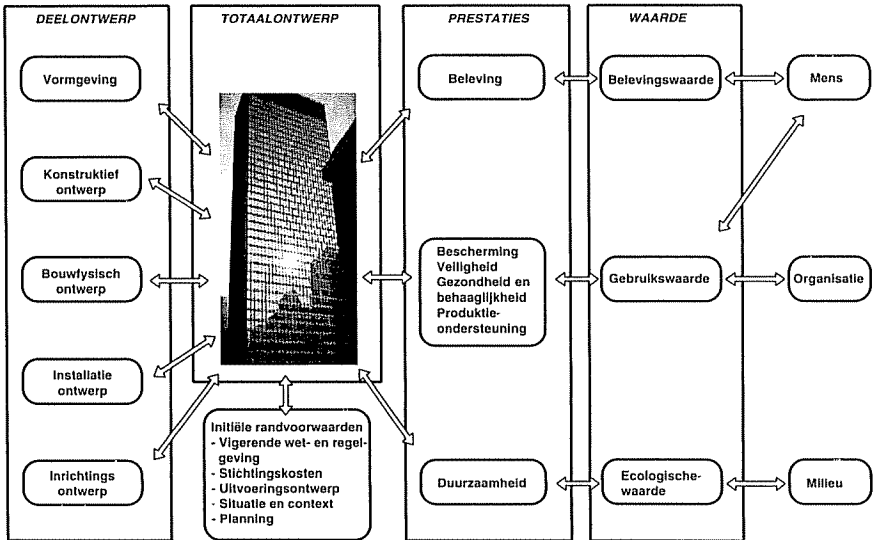 DEELONTWERP
Vormgeving
Konstruktief
ontwerp
Bouwfysisch
ontwerp
Installatie
ontwerp
Inrichtings
ontwerp
TOTAALONTWERP
Initiële randvoorwaarden
- Vigerende wet- en regel-
geving
- Stichtingskosten
- Uitvoeringsontwerp
- Situatie en context
- Planning
PRESTATIES
Beleving
Bescherming
Veiligheid
Gezondheid en
behaaglijkheid
Produktie-
ondersteuning
Duurzaamheid
WAARDE
Belevingswaarde
Gebruikswaarde
Ecologische-
waarde
Mens
Organisatie
Milieu